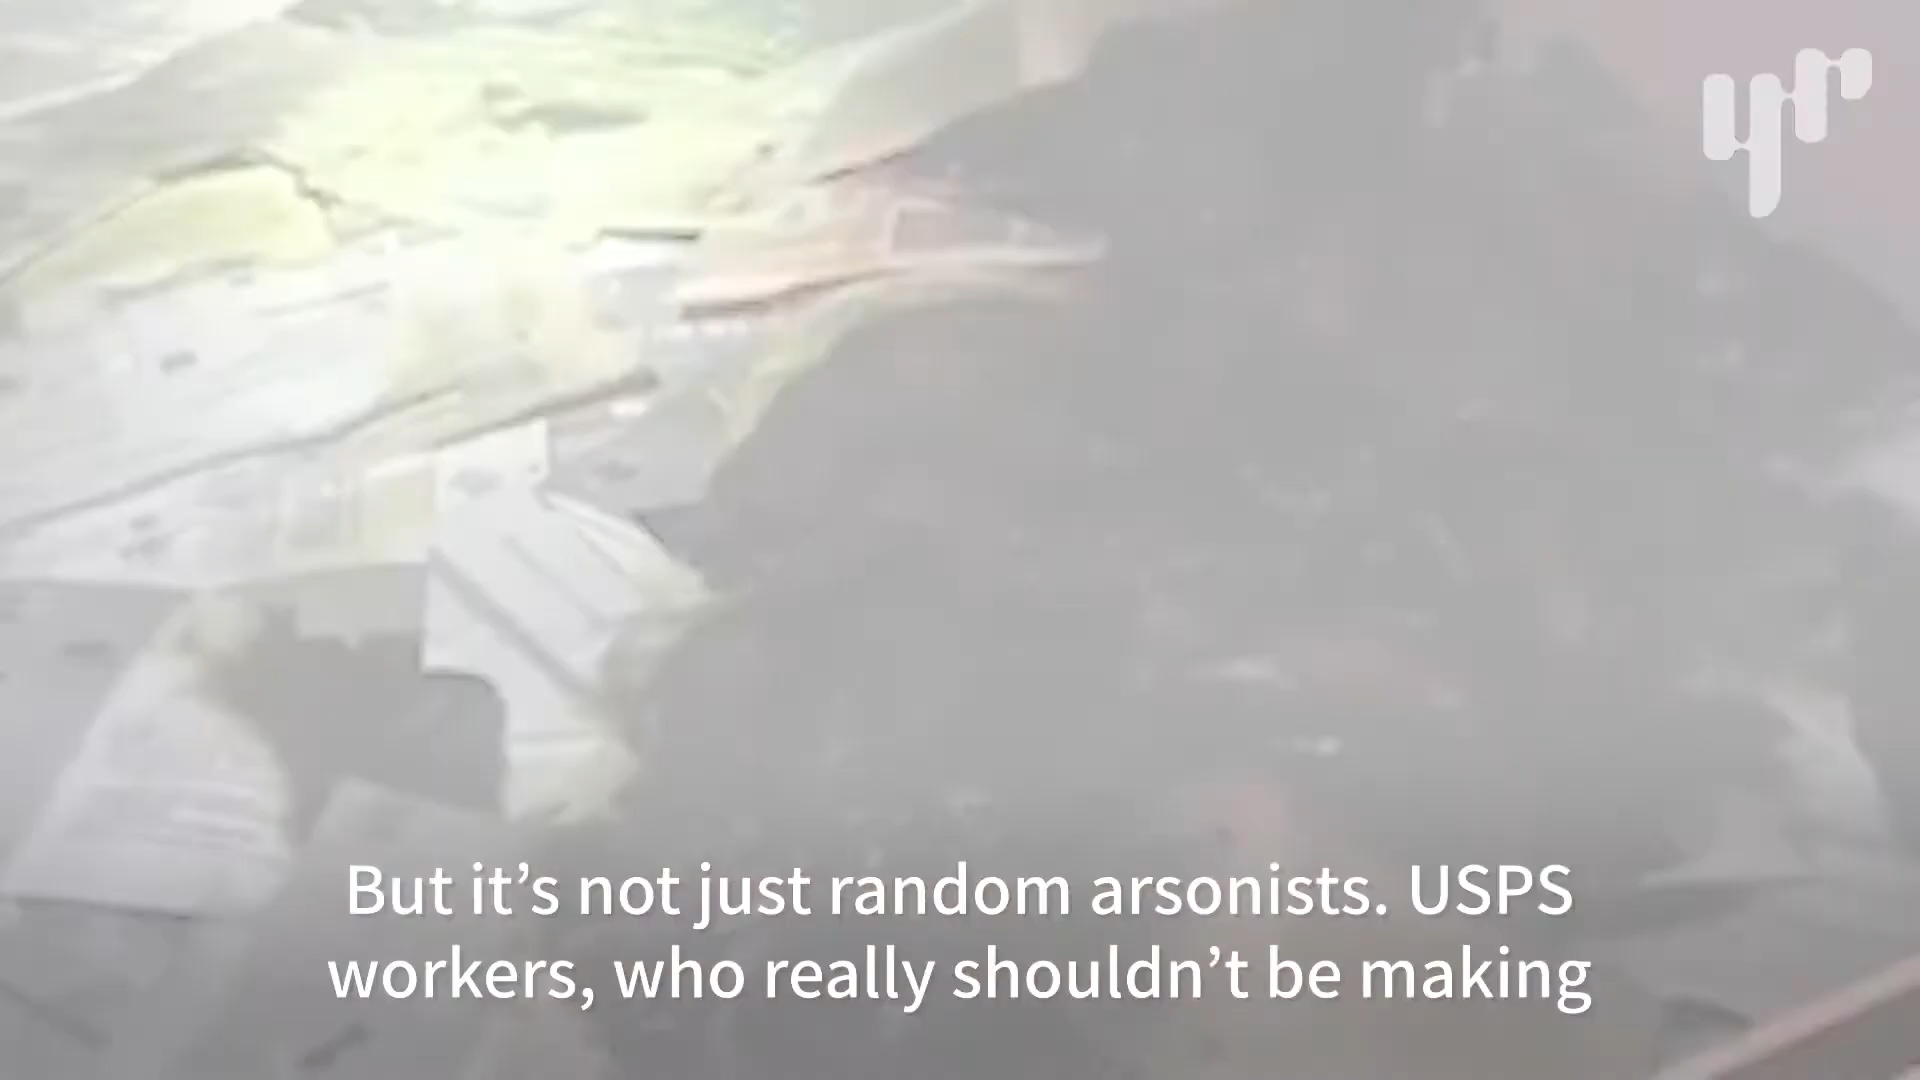 But it’s not just random arsonists. USPS
workers, who really shouldn’t be making